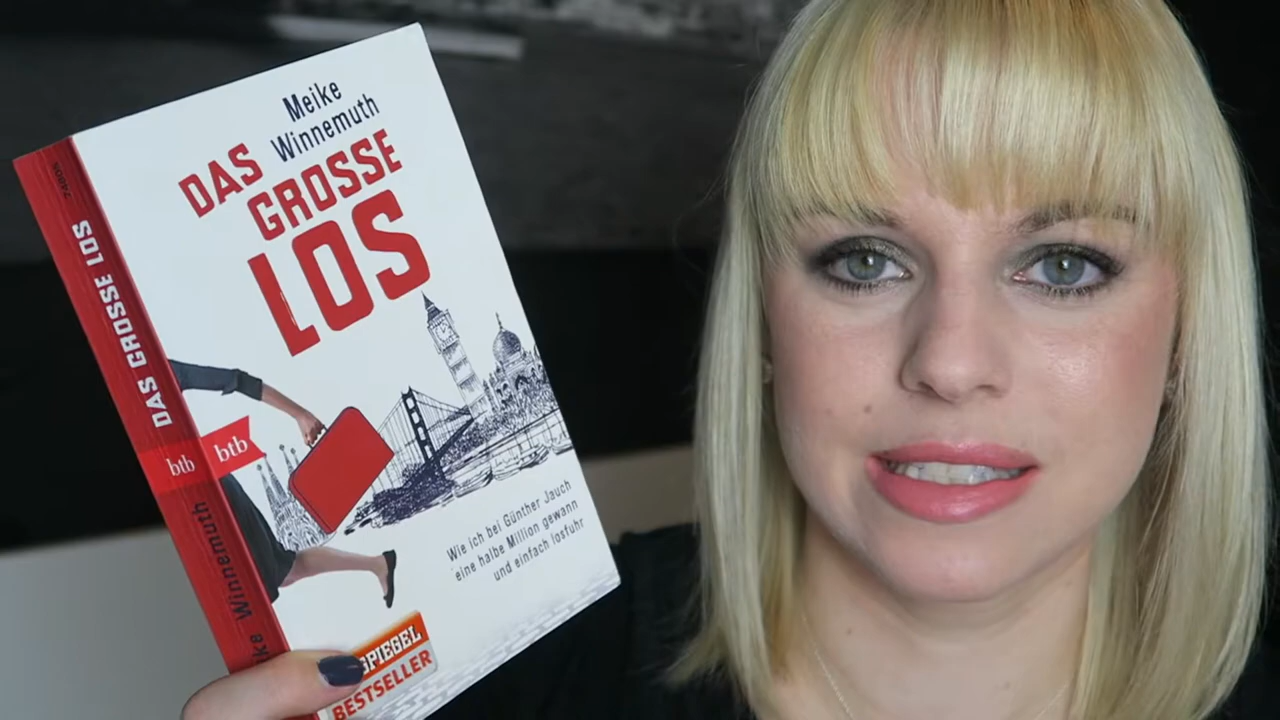 Meike
Winnemuth
DAS
GROSSE
LOS
btb
Wie ich bei Günther Jauch
eine halbe Million gewann
und einfach losfuhr
SPIEGEL
BESTSELLER
DAS GROSSE LOS
btb
Winnemuth